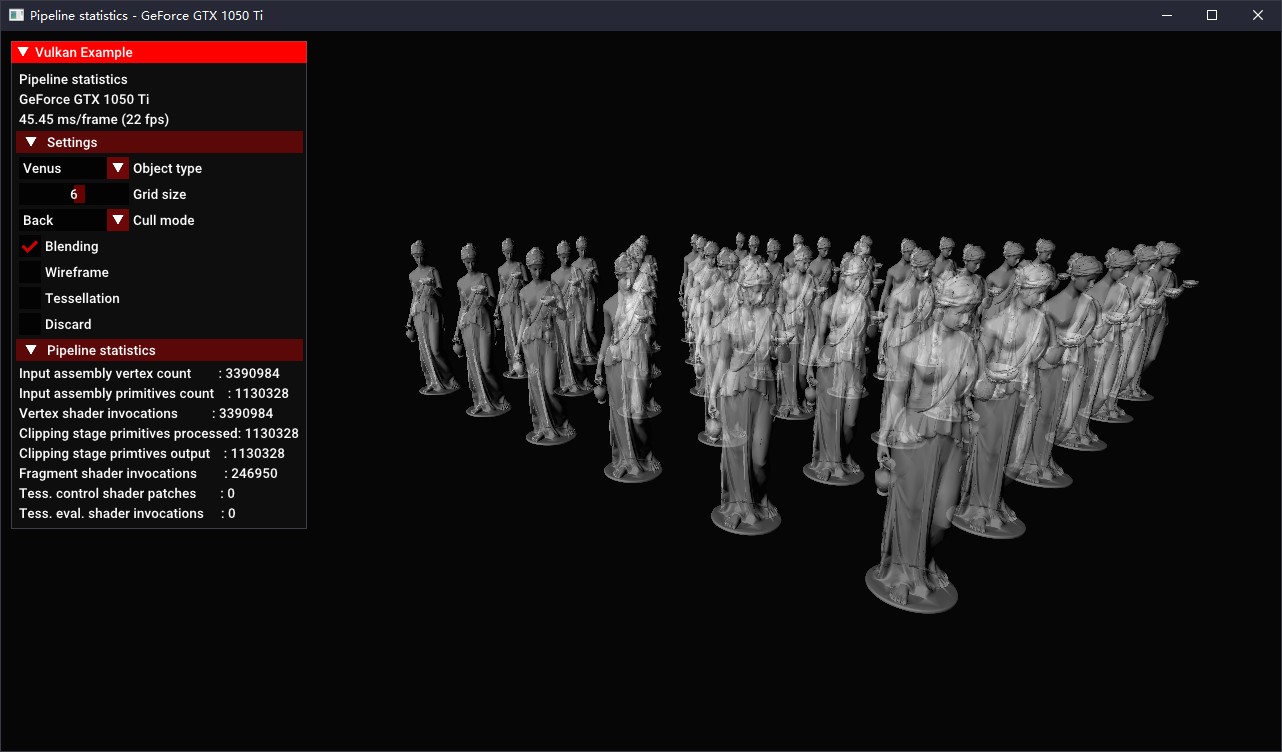 Pipeline statistics - GeForce GTX 1050 Ti
Vulkan Example
Pipeline statistics
GeForce GTX 1050 Ti
45.45 ms/frame (22 fps)
Settings
Venus Object type
6 Grid size
Back Cull mode
Blending
Wireframe
Tessellation
Discard
Pipeline statistics
Input assembly vertex count : 3390984
Input assembly primitives count : 1130328
Vertex shader invocations : 3390984
Clipping stage primitives processed: 1130328
Clipping stage primtives output : 1130328
Fragment shader invocations : 246950
Tess. control shader patches : 0
Tess. eval. shader invocations : 0